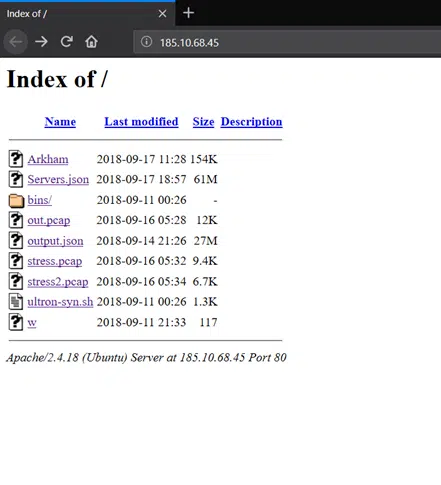 Index of /
185.10.68.45
Index of /
Name Last modified Size Description
Arkham 2018-09-17 11:28 154K
Servers.json 2018-09-17 18:57 61M
bins/ 2018-09-11 00:26 -
out.pcap 2018-09-16 05:28 12K
output.json 2018-09-14 21:26 27M
stress.pcap 2018-09-16 05:32 9.4K
stress2.pcap 2018-09-16 05:34 6.7K
ultron-syn.sh 2018-09-11 00:26 1.3K
w 2018-09-11 21:33 117
Apache/2.4.18 (Ubuntu) Server at 185.10.68.45 Port 80